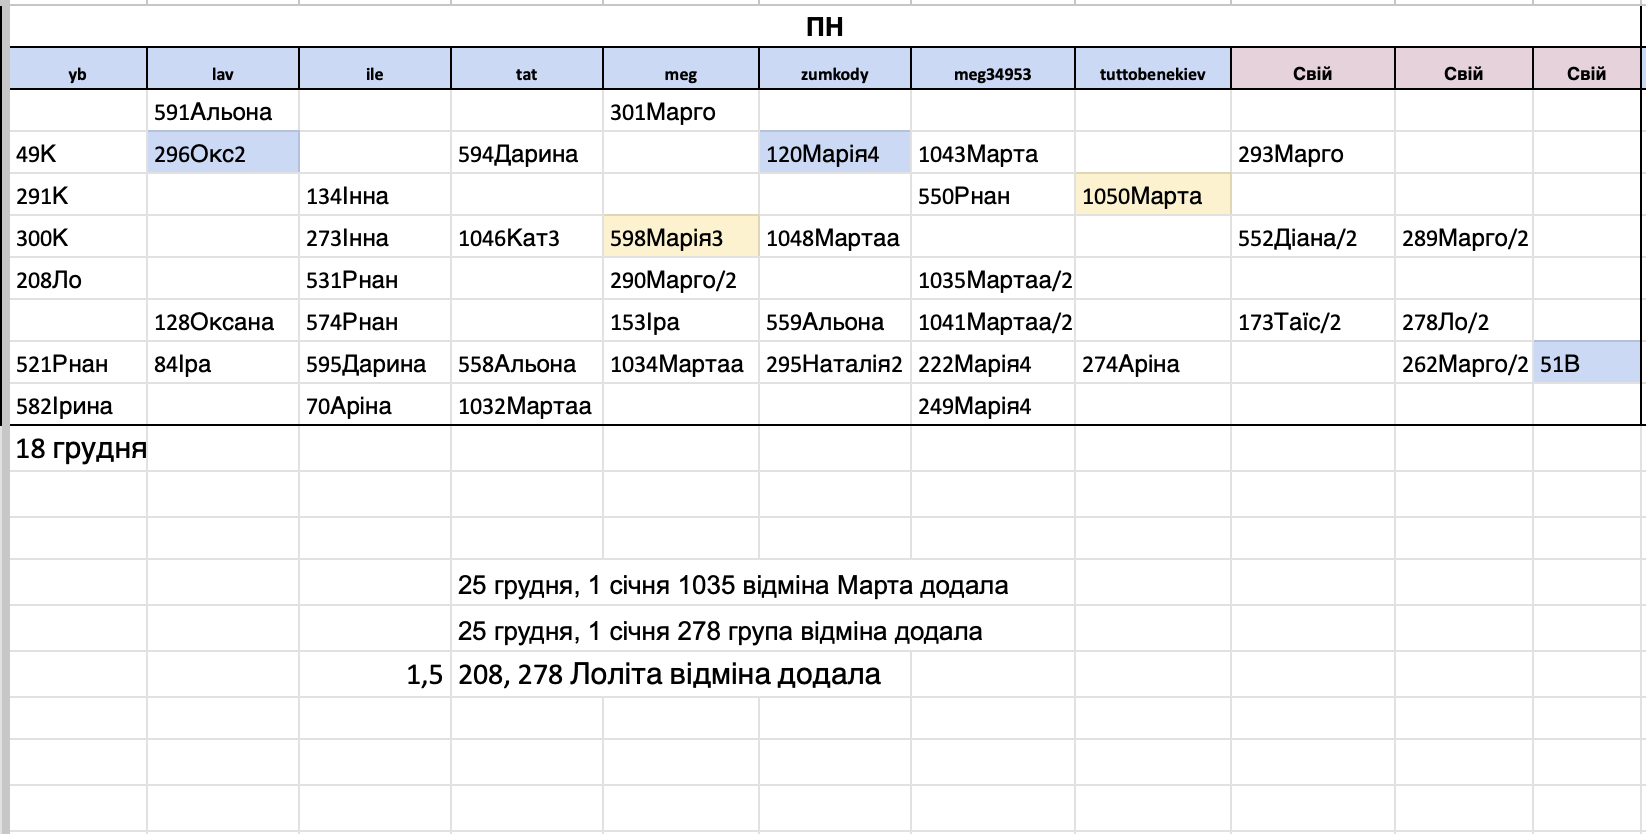 ПН
yb lav ile tat meg zumkody meg34953 tuttobenekiev Свій Свій Свій
591Альона 301Марго
49К 296Окс2 594Дарина 120Марія4 1043Марта 293Марго
291К 134Інна 550Рнан 1050Марта
300К 273Інна 1046Кат3 598Марія3 1048Мартаа 552Діана/2 289Марго/2
208Ло 531Рнан 290Марго/2 1035Мартаа/2
128Оксана 574Рнан 153Іра 559Альона 1041Мартаа/2 173Таїс/2 278Ло/2
521Рнан 84Іра 595Дарина 558Альона 1034Мартаа 295Наталія2 222Марія4 274Аріна 262Марго/2 51В
582Ірина 70Аріна 1032Мартаа 249Марія4
18 грудня
25 грудня, 1 січня 1035 відміна Марта додала
25 грудня, 1 січня 278 група відміна додала
1,5 208, 278 Лоліта відміна додала